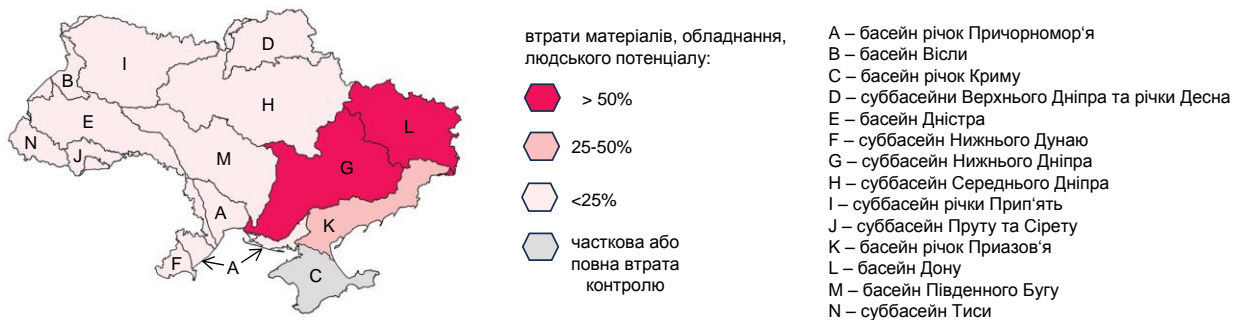 D
I
B
H
E
L
N
J
M
G
A
K
F
A
C
втрати матеріалів, обладнання,
людського потенціалу:
> 50%
25-50%
<25%
часткова або
повна втрата
контролю
A – басейн річок Причорномор‘я
B – басейн Вісли
C – басейн річок Криму
D – суббасейни Верхнього Дніпра та річки Десна
E – басейн Дністра
F – суббасейн Нижнього Дунаю
G – суббасейн Нижнього Дніпра
H – суббасейн Середнього Дніпра
I – суббасейн річки Прип‘ять
J – суббасейн Пруту та Сірету
K – басейн річок Приазов‘я
L – басейн Дону
M – басейн Південного Бугу
N – суббасейн Тиси